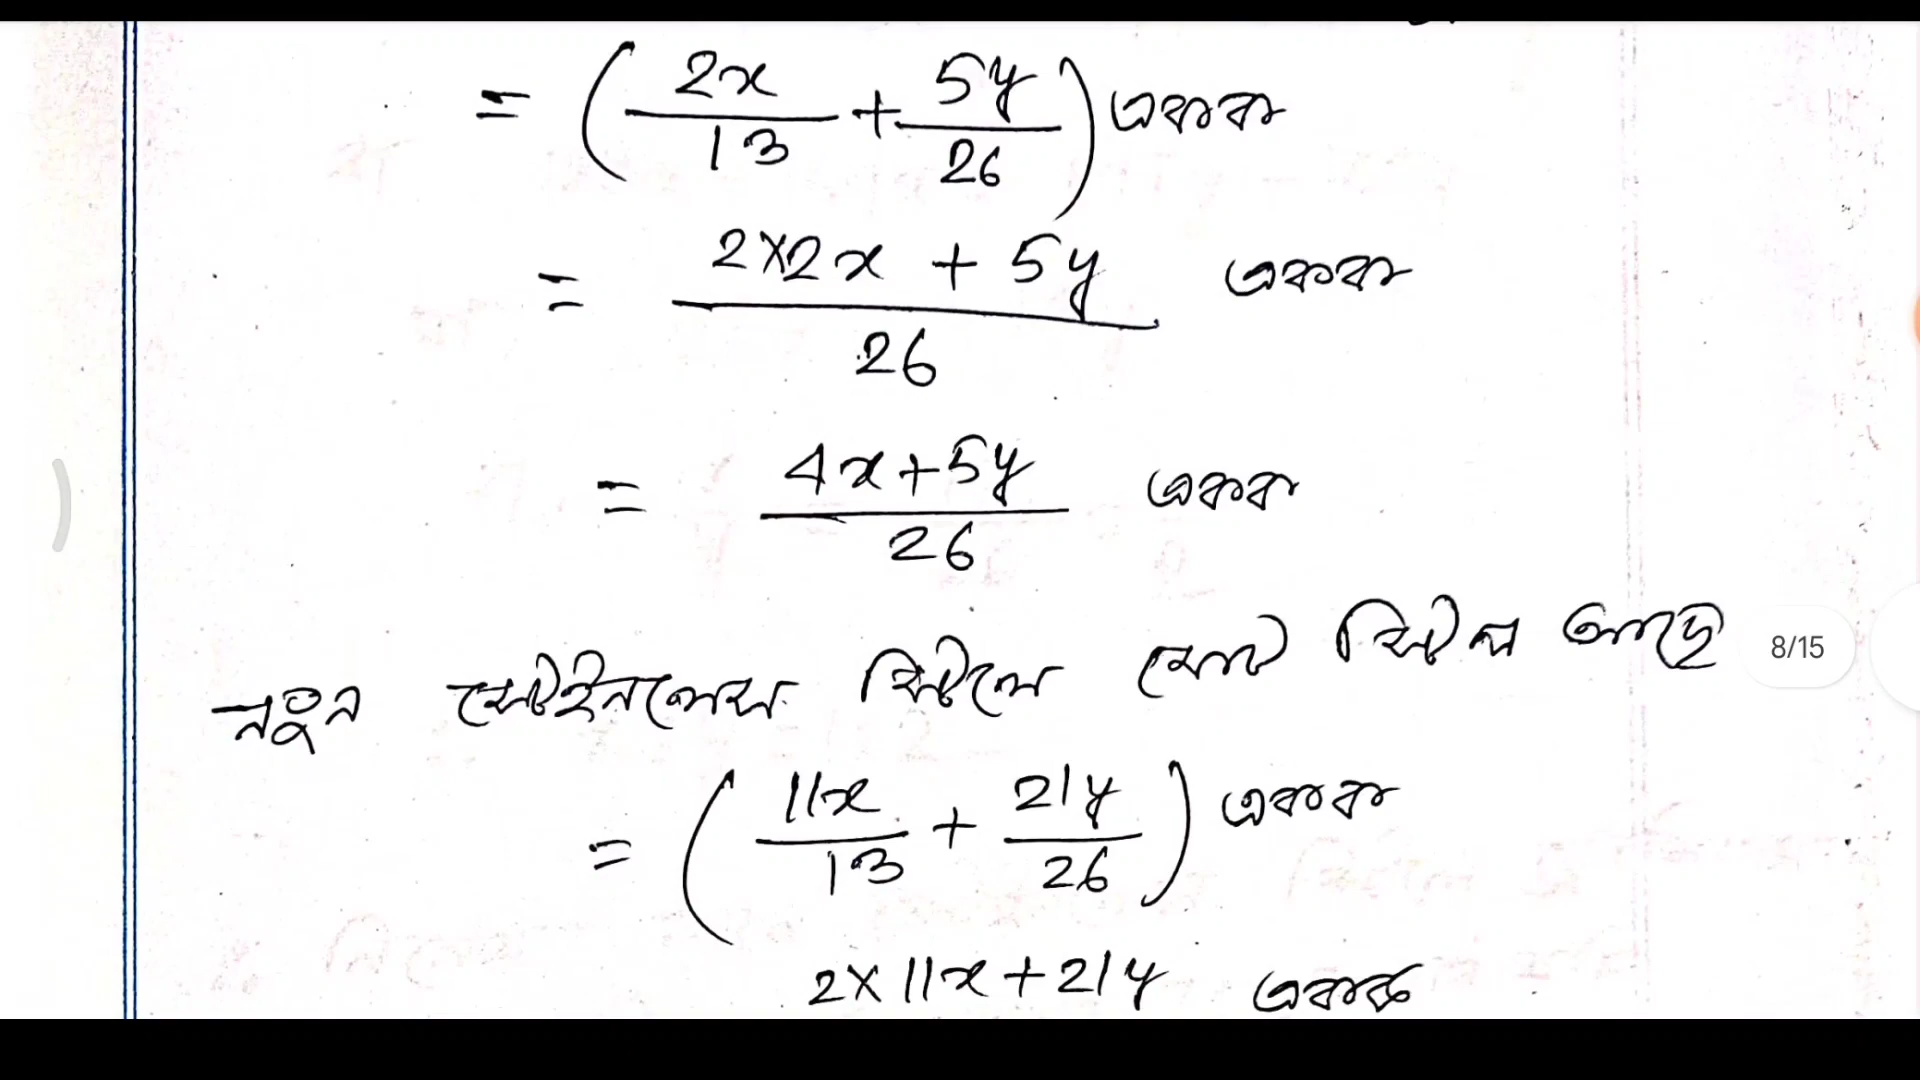 = (2x/13 + 5y/26) একক
= (2×2x + 5y)/26 একক
= (4x+5y)/26 একক
নতুন স্টেইনলেস স্টিলে মোট স্টিল আছে
8/15
= (11x/13 + 21y/26) একক
2×11x+21y একক